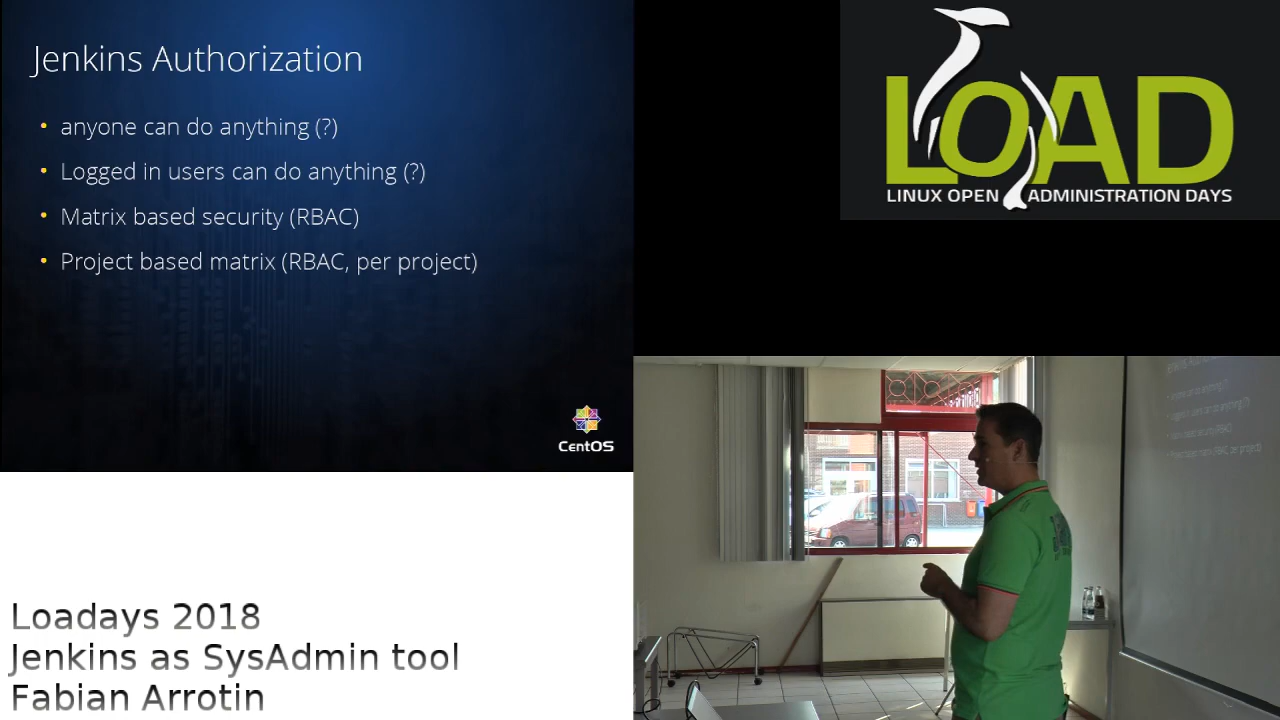 Jenkins Authorization
• anyone can do anything (?)
• Logged in users can do anything (?)
• Matrix based security (RBAC)
• Project based matrix (RBAC, per project)
CentOS
LOAD
LINUX OPEN ADMINISTRATION DAYS
Loadays 2018
Jenkins as SysAdmin tool
Fabian Arrotin